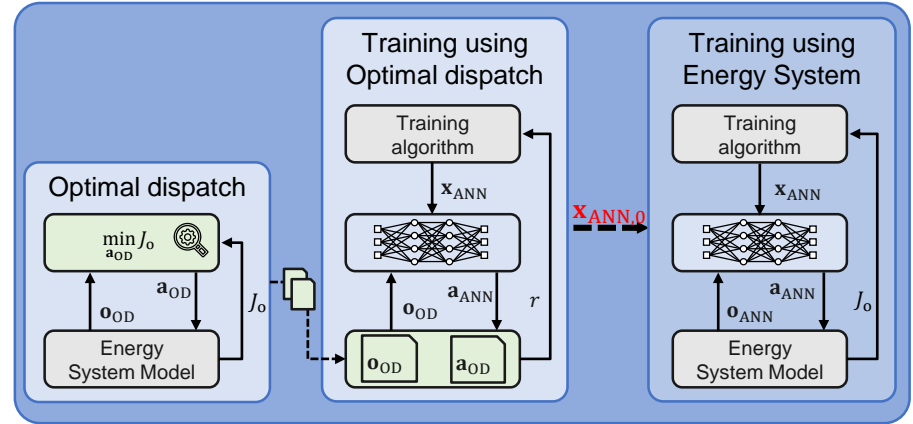 Optimal dispatch
min J_o
a_OD
a_OD
o_OD
J_o
Energy
System Model
Training using
Optimal dispatch
Training
algorithm
x_ANN
a_ANN
o_OD
r
o_OD
a_OD
x_ANN,0
Training using
Energy System
Training
algorithm
x_ANN
a_ANN
o_ANN
J_o
Energy
System Model